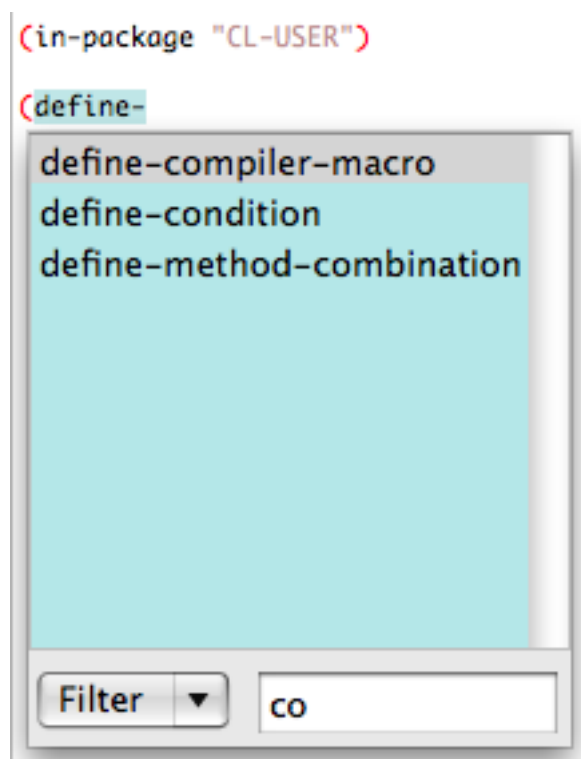 (in-package "CL-USER")
(define-
define-compiler-macro
define-condition
define-method-combination
Filter ▼ co